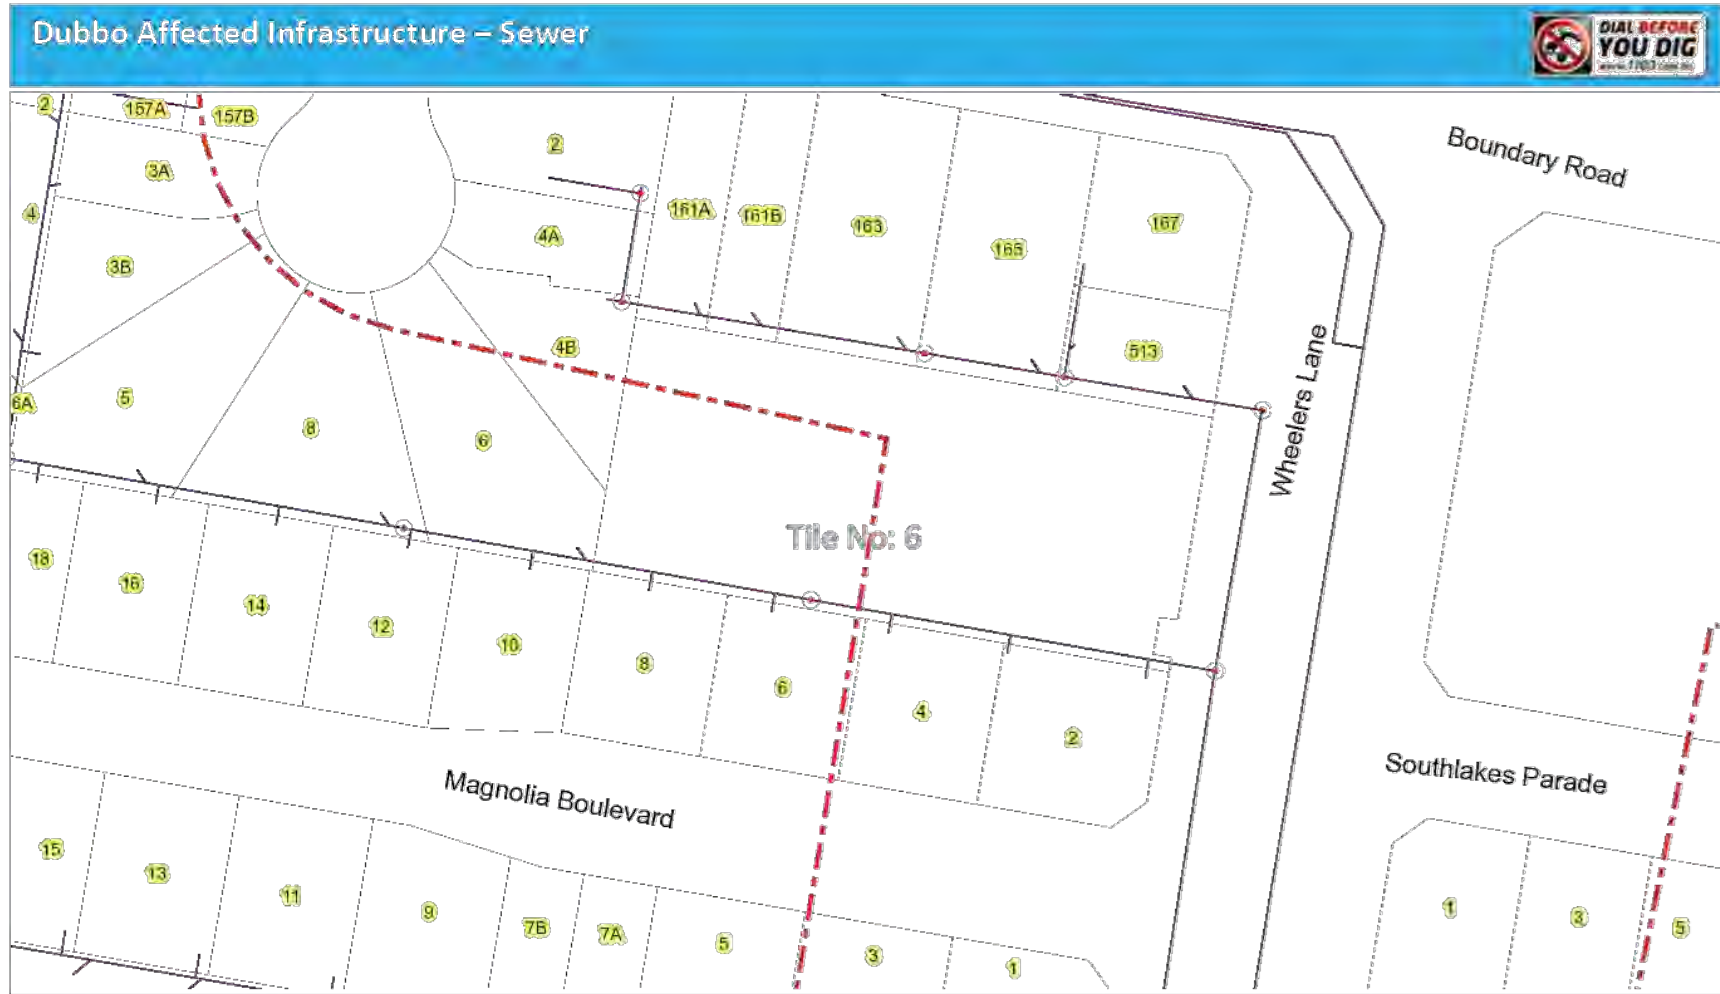 Dubbo Affected Infrastructure – Sewer
DIAL BEFORE
YOU DIG
2
157A
157B
3A
2
4
161A
161B
163
165
167
4A
3B
4B
513
Boundary Road
Wheelers Lane
6A
5
8
6
Tile No: 6
18
16
14
12
10
8
6
4
2
Magnolia Boulevard
Southlakes Parade
15
13
11
9
7B
7A
5
3
1
1
3
5